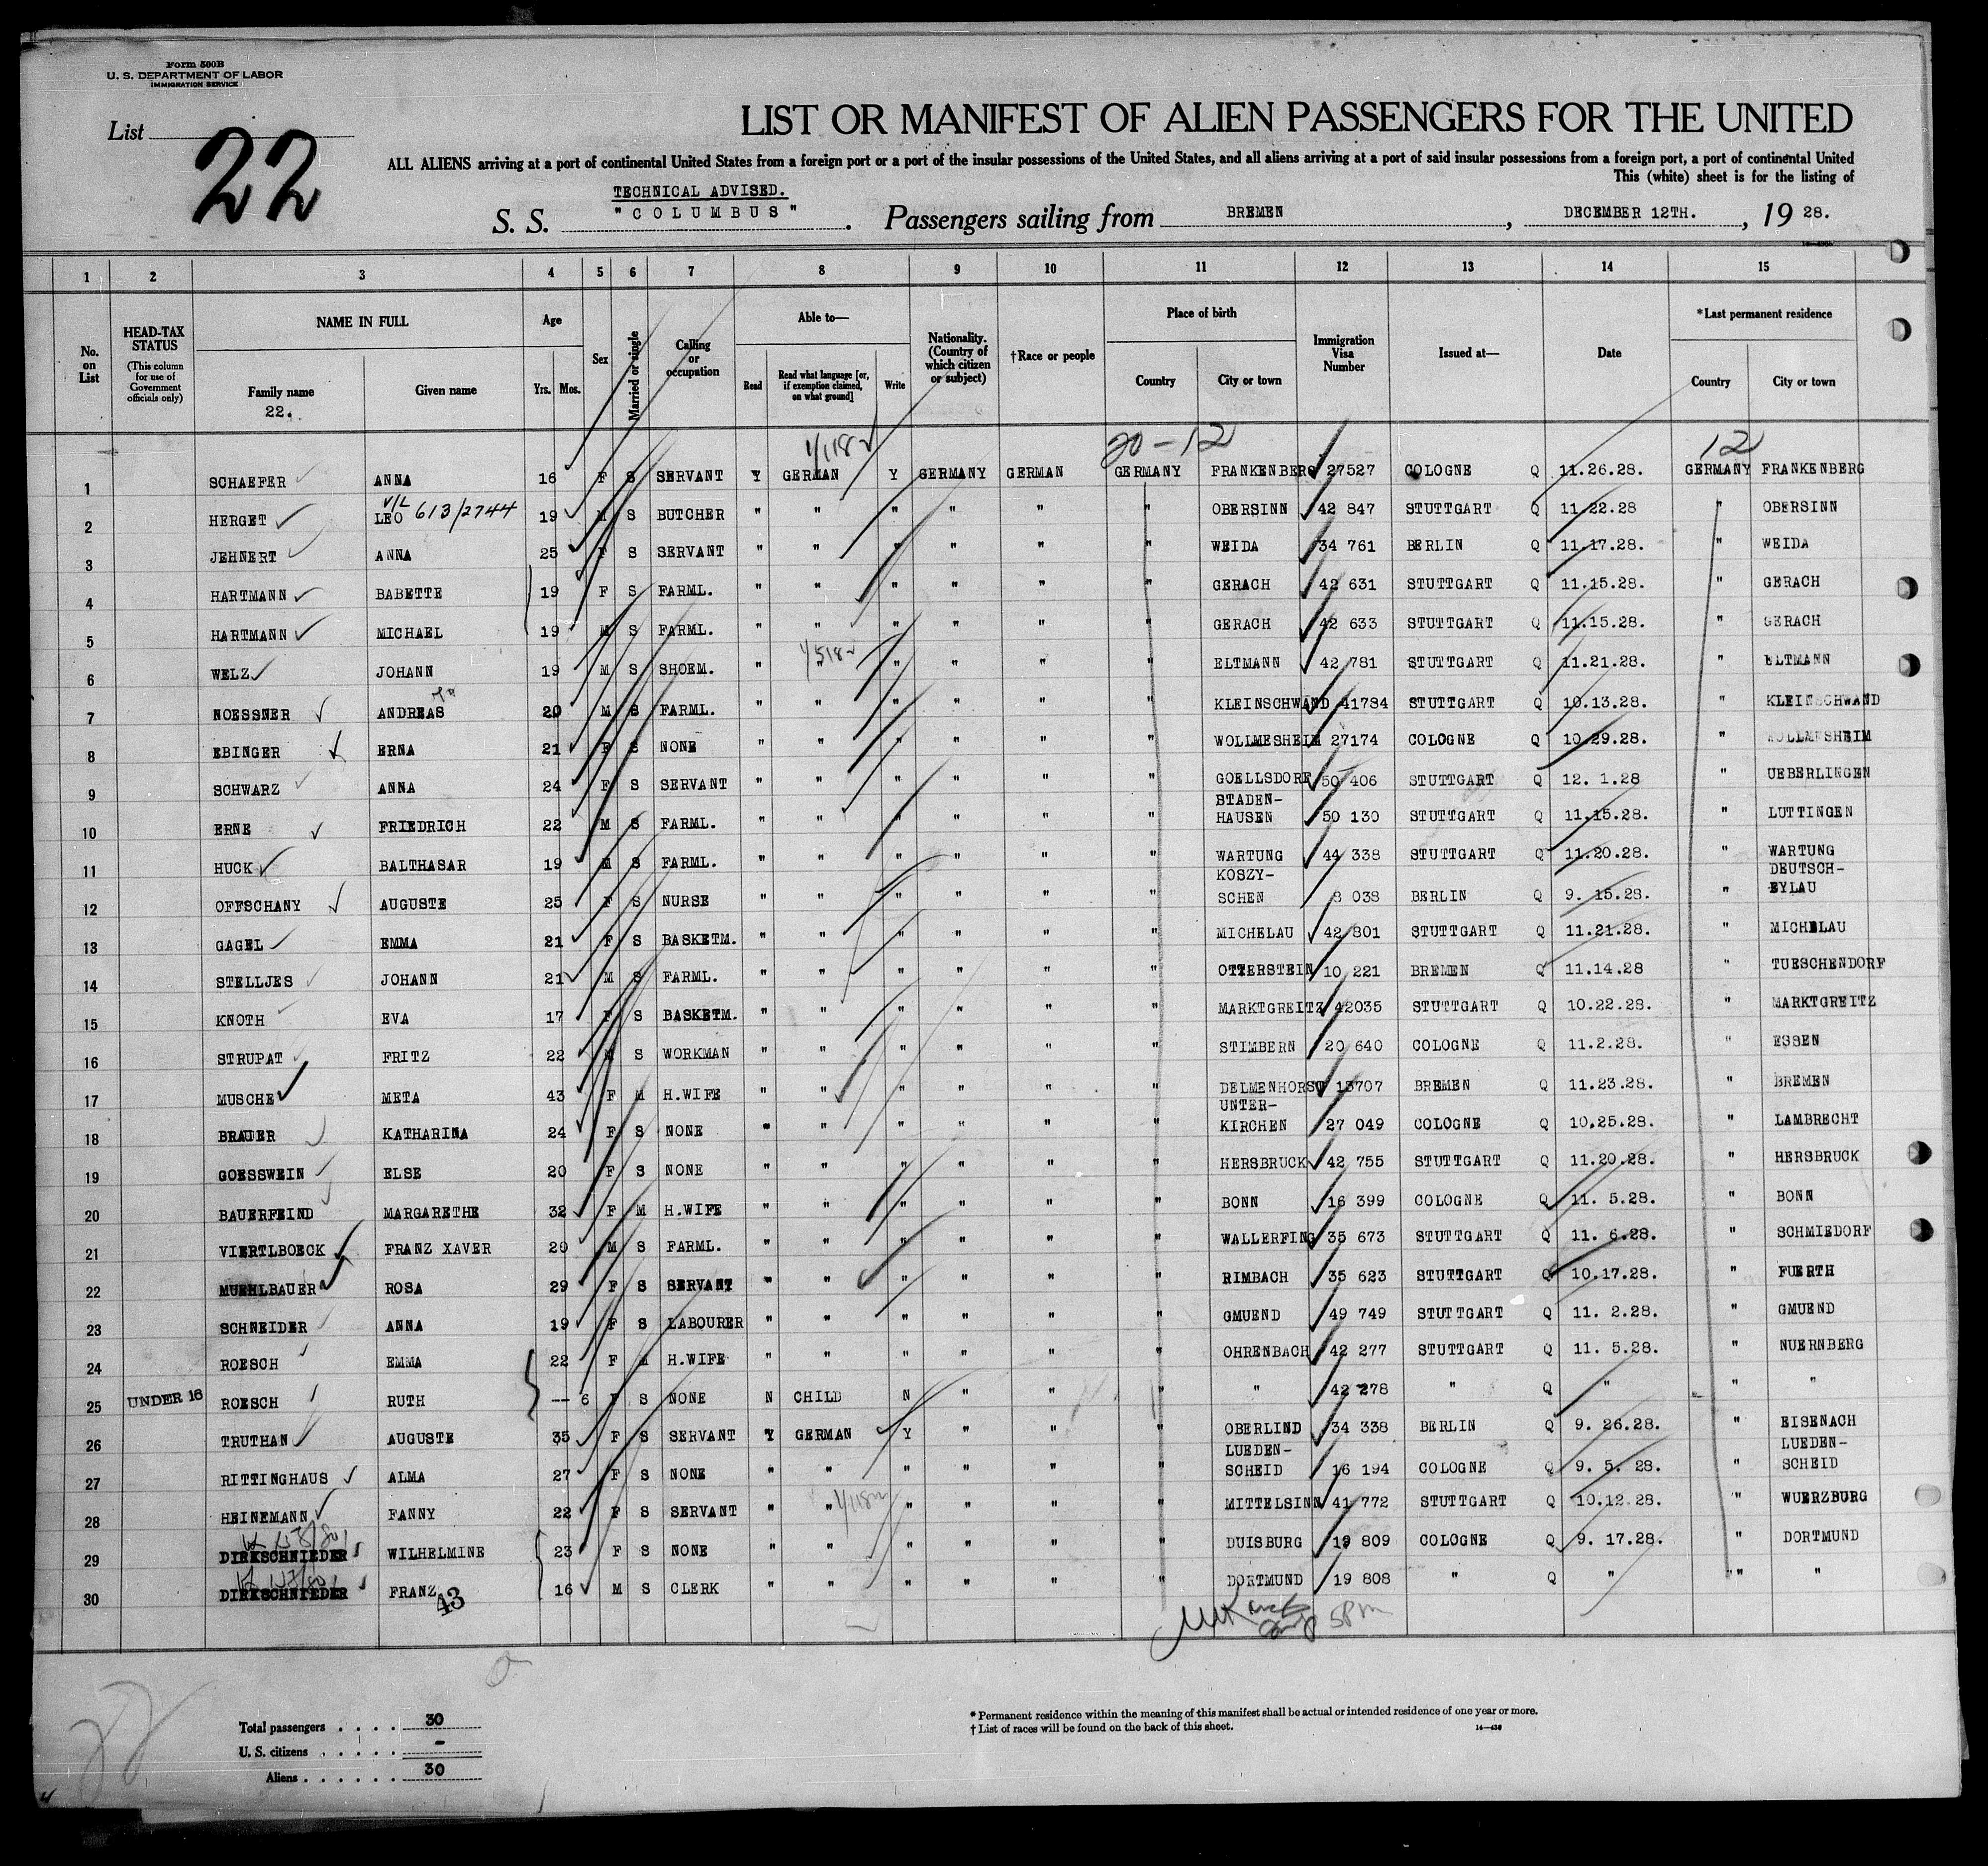 Form 500B
U. S. DEPARTMENT OF LABOR
IMMIGRATION SERVICE
List 22
LIST OR MANIFEST OF ALIEN PASSENGERS FOR THE UNITED
ALL ALIENS arriving at a port of continental United States from a foreign port or a port of the insular possessions of the United States, and all aliens arriving at a port of said insular possessions from a foreign port, a port of continental United
This (white) sheet is for the listing of
TECHNICAL ADVISED.
S. S. "COLUMBUS". Passengers sailing from BREMEN, DECEMBER 12TH., 19 28.
1 2 3 4 5 6 7 8 9 10 11 12 13 14 15
No. on List
HEAD-TAX STATUS (This column for use of Government officials only)
NAME IN FULL Family name Given name
22.
Age Yrs. Mos.
Sex
Married or single
Calling or occupation
Able to— Read Read what language [or, if exemption claimed, on what ground] Write
Nationality. (Country of which citizen or subject)
†Race or people
Place of birth Country City or town
Immigration Visa Number
Issued at—
Date
*Last permanent residence Country City or town
20-12 12
1 SCHAEFER ANNA 16 F S SERVANT Y GERMAN Y GERMANY GERMAN GERMANY FRANKENBERG 27527 COLOGNE Q 11.26.28. GERMANY FRANKENBERG
V/L 613/2744
2 HERGET LEO 19 M S BUTCHER " " " " " " OBERSINN 42 847 STUTTGART Q 11.22.28 " OBERSINN
3 JEHNERT ANNA 25 F S SERVANT " " " " " " WEIDA 34 761 BERLIN Q 11.17.28. " WEIDA
4 HARTMANN BABETTE 19 F S FARML. " " " " " " GERACH 42 631 STUTTGART Q 11.15.28. " GERACH
5 HARTMANN MICHAEL 19 M S FARML. " " " " " " GERACH 42 633 STUTTGART Q 11.15.28. " GERACH
6 WELZ JOHANN 19 M S SHOEM. " " " " " " ELTMANN 42 781 STUTTGART Q 11.21.28. " ELTMANN
7 NOESSNER ANDREAS 20 M S FARML. " " " " " " KLEINSCHWAND 41784 STUTTGART Q 10.13.28. " KLEINSCHWAND
8 EBINGER ERNA 21 F S NONE " " " " " " WOLLMESHEIM 27174 COLOGNE Q 10.29.28. " WOLLMESHEIM
9 SCHWARZ ANNA 24 F S SERVANT " " " " " " GOELLSDORF 50 406 STUTTGART Q 12. 1.28 " UEBERLINGEN
10 ERNE FRIEDRICH 22 M S FARML. " " " " " " STADEN-HAUSEN 50 130 STUTTGART Q 11.15.28. " LUTTINGEN
11 HUCK BALTHASAR 19 M S FARML. " " " " " " WARTUNG 44 338 STUTTGART Q 11.20.28. " WARTUNG
12 OFFSCHANY AUGUSTE 25 F S NURSE " " " " " " KOSZY-SCHEN 8 038 BERLIN Q 9. 15.28. " DEUTSCH-EYLAU
13 GAGEL EMMA 21 F S BASKETM. " " " " " " MICHELAU 42 801 STUTTGART Q 11.21.28. " MICHELAU
14 STELLJES JOHANN 21 M S FARML. " " " " " " OTTERSTEIN 10 221 BREMEN Q 11.14.28 " TUESCHENDORF
15 KNOTH EVA 17 F S BASKETM. " " " " " " MARKTGREITZ 42035 STUTTGART Q 10.22.28. " MARKTGREITZ
16 STRUPAT FRITZ 22 M S WORKMAN " " " " " " STIMBERN 20 640 COLOGNE Q 11.2.28. " ESSEN
17 MUSCHE META 43 F M H.WIFE " " " " " " DELMENHORST 13707 BREMEN Q 11.23.28. " BREMEN
18 BRAUER KATHARINA 24 F S NONE " " " " " " UNTER-KIRCHEN 27 049 COLOGNE Q 10.25.28. " LAMBRECHT
19 GOESSWEIN ELSE 20 F S NONE " " " " " " HERSBRUCK 42 755 STUTTGART Q 11.20.28. " HERSBRUCK
20 BAUERFEIND MARGARETHE 32 F M H.WIFE " " " " " " BONN 16 399 COLOGNE Q 11. 5.28. " BONN
21 VIERTLBOECK FRANZ XAVER 29 M S FARML. " " " " " " WALLERFING 35 673 STUTTGART Q 11. 6.28. " SCHMIEDORF
22 MUEHLBAUER ROSA 29 F S SERVANT " " " " " " RIMBACH 35 623 STUTTGART Q 10.17.28. " FUERTH
23 SCHNEIDER ANNA 19 F S LABOURER " " " " " " GMUEND 49 749 STUTTGART Q 11. 2.28. " GMUEND
24 ROESCH EMMA 22 F M H.WIFE " " " " " " OHRENBACH 42 277 STUTTGART Q 11. 5.28. " NUERNBERG
25 UNDER 16 ROESCH RUTH -- 6 F S NONE N CHILD N " " " " 42 278 " Q " " "
26 TRUTHAN AUGUSTE 35 F S SERVANT Y GERMAN Y " " " OBERLIND 34 338 BERLIN Q 9. 26.28. " EISENACH
27 RITTINGHAUS ALMA 27 F S NONE " " " " " " LUEDEN-SCHEID 16 194 COLOGNE Q 9. 5. 28. " LUEDEN-SCHEID
28 HEINEMANN FANNY 22 F S SERVANT " " " " " " MITTELSINN 41 772 STUTTGART Q 10.12.28. " WUERZBURG
29 DIRKSCHNIEDER WILHELMINE 23 F S NONE " " " " " " DUISBURG 19 809 COLOGNE Q 9. 17.28. " DORTMUND
30 DIRKSCHNIEDER FRANZ 16 M S CLERK " " " " " " DORTMUND 19 808 " Q " " "
43
5 Pm
Total passengers . . . . 30
U. S. citizens . . . . . -
Aliens . . . . . . 30
* Permanent residence within the meaning of this manifest shall be actual or intended residence of one year or more.
† List of races will be found on the back of this sheet.